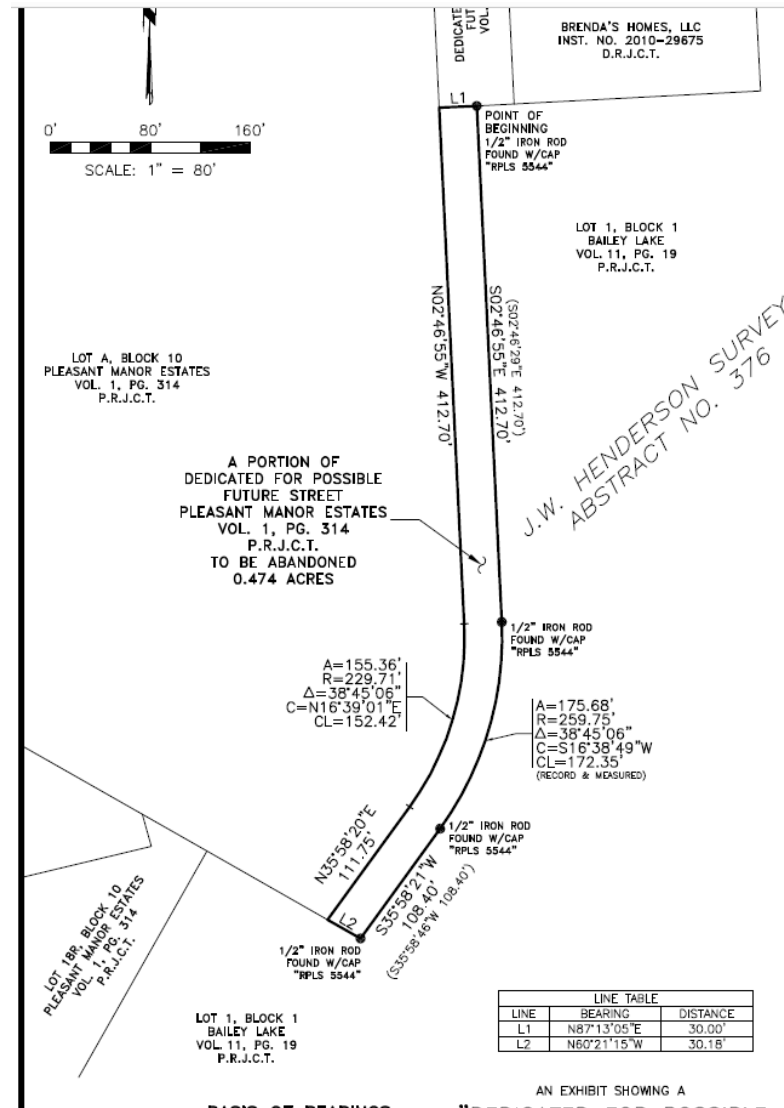 DEDICATED
FUT
VOL.
BRENDA'S HOMES, LLC
INST. NO. 2010-29675
D.R.J.C.T.
L1
POINT OF
BEGINNING
1/2" IRON ROD
FOUND W/CAP
"RPLS 5544"
0' 80' 160'
SCALE: 1" = 80'
LOT 1, BLOCK 1
BAILEY LAKE
VOL. 11, PG. 19
P.R.J.C.T.
N02°46'55"W 412.70'
(S02°46'29"E 412.70')
S02°46'55"E 412.70'
J.W. HENDERSON SURVEY
ABSTRACT NO. 376
LOT A, BLOCK 10
PLEASANT MANOR ESTATES
VOL. 1, PG. 314
P.R.J.C.T.
A PORTION OF
DEDICATED FOR POSSIBLE
FUTURE STREET
PLEASANT MANOR ESTATES
VOL. 1, PG. 314
P.R.J.C.T.
TO BE ABANDONED
0.474 ACRES
1/2" IRON ROD
FOUND W/CAP
"RPLS 5544"
A=155.36'
R=229.71'
Δ=38°45'06"
C=N16°39'01"E
CL=152.42'
A=175.68'
R=259.75'
Δ=38°45'06"
C=S16°38'49"W
CL=172.35'
(RECORD & MEASURED)
1/2" IRON ROD
FOUND W/CAP
"RPLS 5544"
N35°58'20"E
111.75'
S35°58'21"W
108.40'
(S35°58'46"W 108.40')
L2
1/2" IRON ROD
FOUND W/CAP
"RPLS 5544"
LOT 18R, BLOCK 10
PLEASANT MANOR ESTATES
VOL. 1, PG. 314
P.R.J.C.T.
LOT 1, BLOCK 1
BAILEY LAKE
VOL. 11, PG. 19
P.R.J.C.T.
LINE TABLE
LINE BEARING DISTANCE
L1 N87°13'05"E 30.00'
L2 N60°21'15"W 30.18'
AN EXHIBIT SHOWING A
BASIS OF BEARINGS
"DEDICATED FOR POSSIBLE